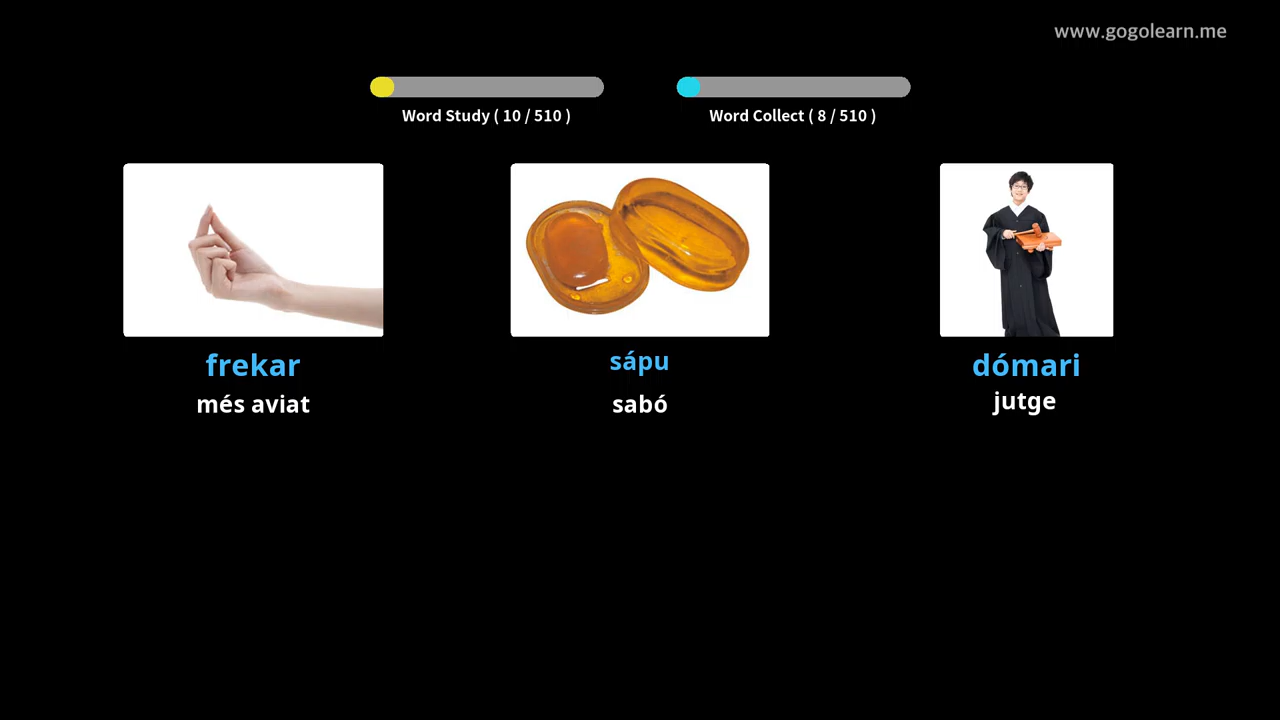 www.gogolearn.me
Word Study ( 10 / 510 )
Word Collect ( 8 / 510 )
frekar
més aviat
sápu
sabó
dómari
jutge